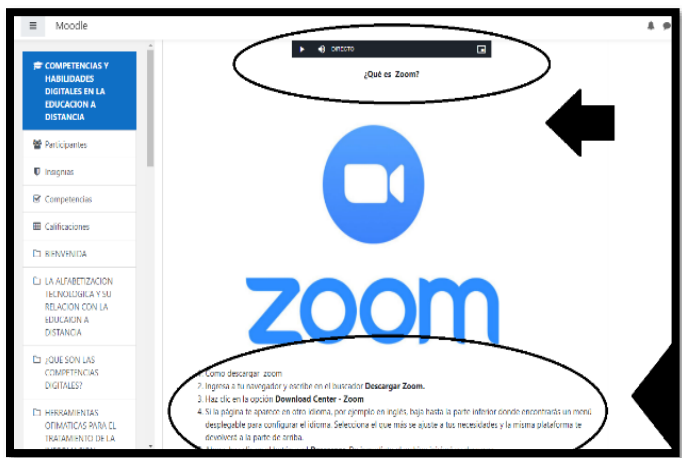 Moodle
COMPETENCIAS Y
HABILIDADES
DIGITALES EN LA
EDUCACION A
DISTANCIA
Participantes
Insignias
Competencias
Calificaciones
BIENVENIDA
LA ALFABETIZACION
TECNOLOGICA Y SU
RELACION CON LA
EDUCAION A
DISTANCIA
¿QUE SON LAS
COMPETENCIAS
DIGITALES?
HERRAMIENTAS
OFIMATICAS PARA EL
TRATAMIENTO DE LA
DIRECTO
¿Qué es Zoom?
zoom
1. Como descargar zoom
2. Ingresa a tu navegador y escribe en el buscador Descargar Zoom.
3. Haz clic en la opción Download Center - Zoom
4. Si la página te aparece en otro idioma, por ejemplo en inglés, baja hasta la parte inferior donde encontrarás un menú
desplegable para configurar el idioma. Selecciona el que más se ajuste a tus necesidades y la misma plataforma te
devolverá a la parte de arriba.